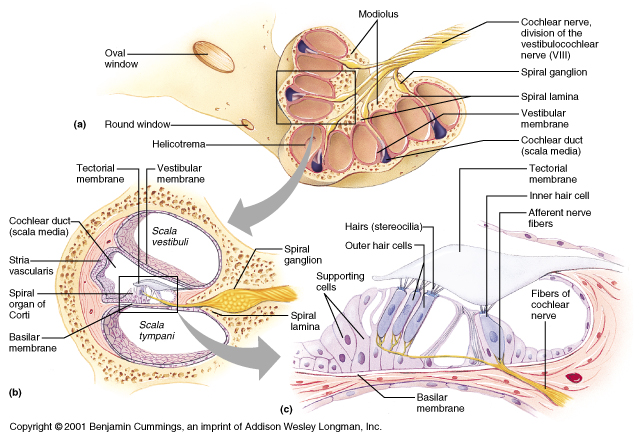 Modiolus
Cochlear nerve,
division of the
vestibulocochlear
nerve (VIII)
Oval
window
Spiral ganglion
Spiral lamina
Vestibular
membrane
(a)
Round window
Cochlear duct
(scala media)
Helicotrema
Tectorial
membrane
Vestibular
membrane
Cochlear duct
(scala media)
Stria
vascularis
Spiral
organ of
Corti
Basilar
membrane
Scala
vestibuli
Scala
tympani
Spiral
ganglion
Spiral
lamina
(b)
Tectorial
membrane
Inner hair cell
Afferent nerve
fibers
Hairs (stereocilia)
Outer hair cells
Supporting
cells
Fibers of
cochlear
nerve
Basilar
membrane
(c)
Copyright © 2001 Benjamin Cummings, an imprint of Addison Wesley Longman, Inc.